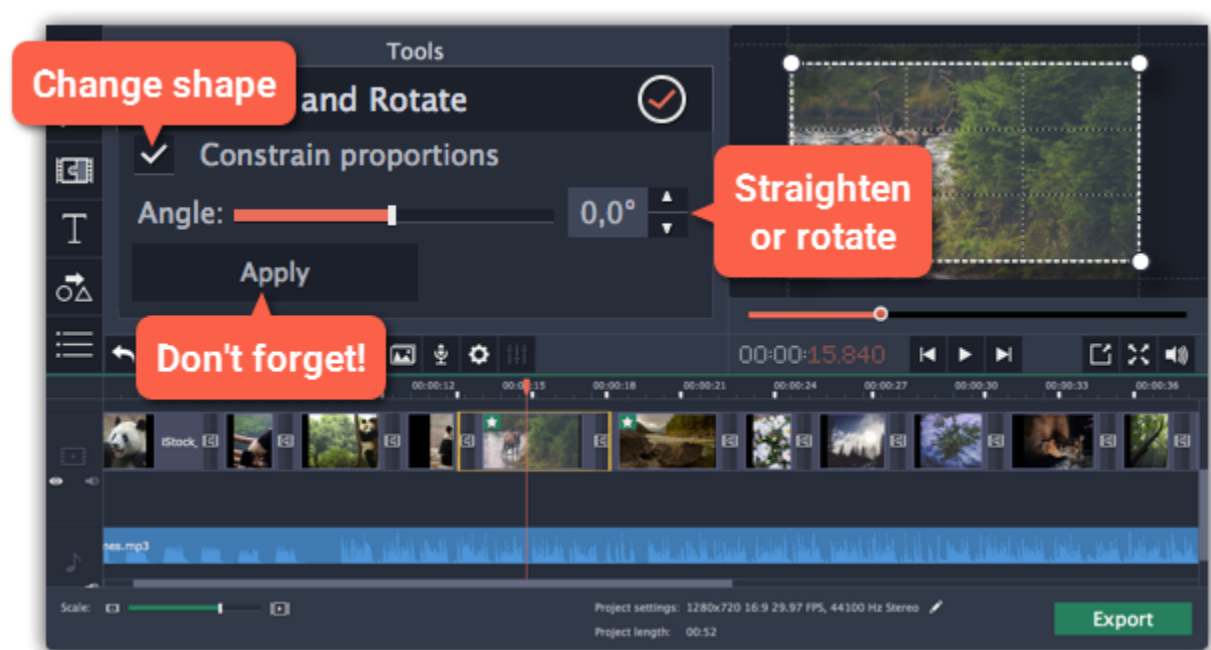 Tools
Change shape
and Rotate
Constrain proportions
Angle:
0,0°
Straighten
or rotate
T
Apply
Don't forget!
00:00:15.840
00:00:12 00:00:15 00:00:18 00:00:21 00:00:24 00:00:27 00:00:30 00:00:33 00:00:36
iStock_
nes.mp3
Scale:
Project settings: 1280x720 16:9 29.97 FPS, 44100 Hz Stereo
Project length: 00:52
Export